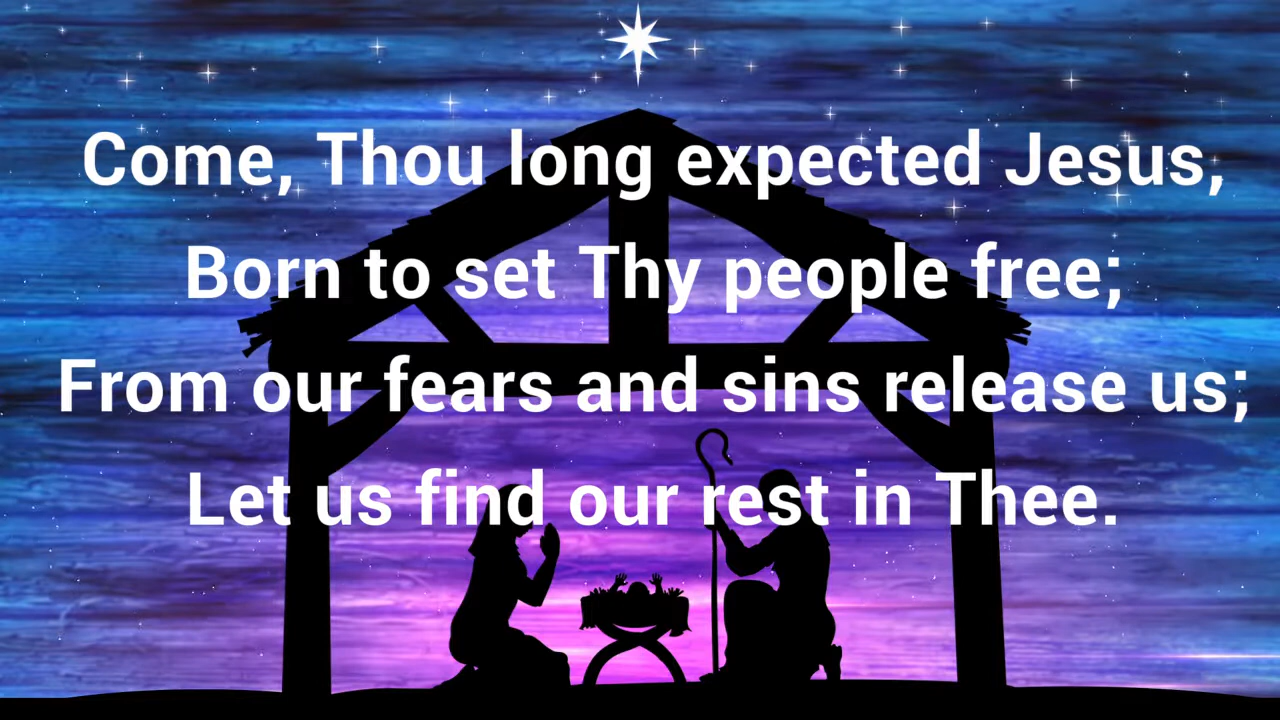 Come, Thou long expected Jesus,
Born to set Thy people free;
From our fears and sins release us;
Let us find our rest in Thee.